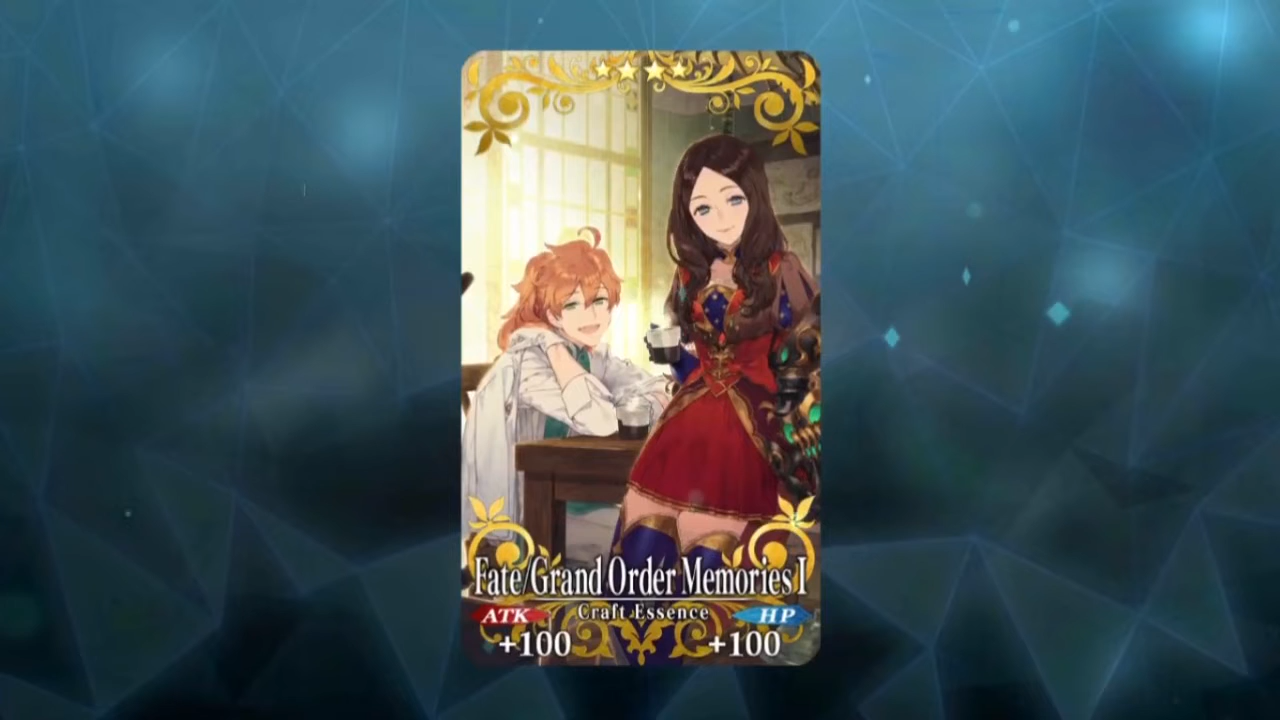 Fate/Grand Order Memories I
Craft Essence
ATK HP
+100 +100